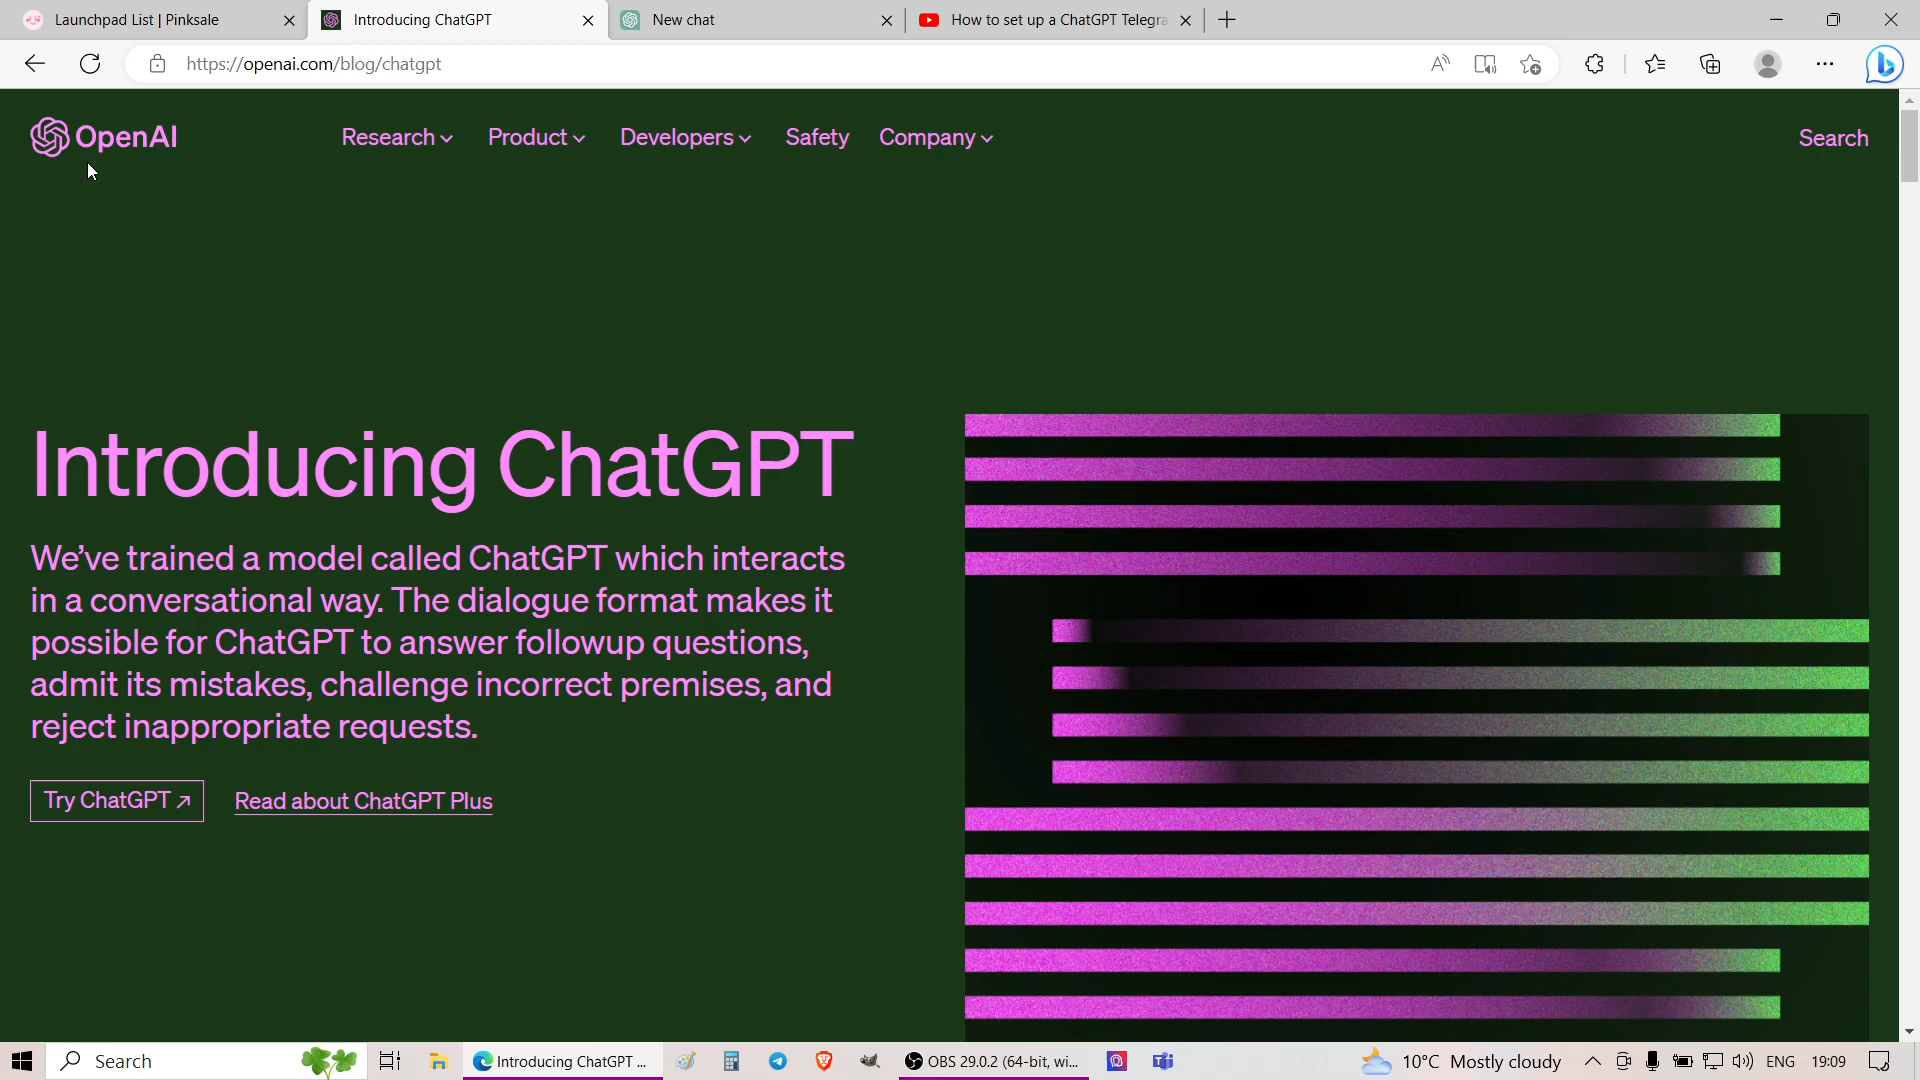 Launchpad List | Pinksale
Introducing ChatGPT
New chat
How to set up a ChatGPT Telegra
https://openai.com/blog/chatgpt
OpenAI
Research
Product
Developers
Safety
Company
Search
Introducing ChatGPT
We've trained a model called ChatGPT which interacts
in a conversational way. The dialogue format makes it
possible for ChatGPT to answer followup questions,
admit its mistakes, challenge incorrect premises, and
reject inappropriate requests.
Try ChatGPT ↗
Read about ChatGPT Plus
Search
Introducing ChatGPT ...
OBS 29.0.2 (64-bit, wi...
10°C Mostly cloudy
ENG
19:09